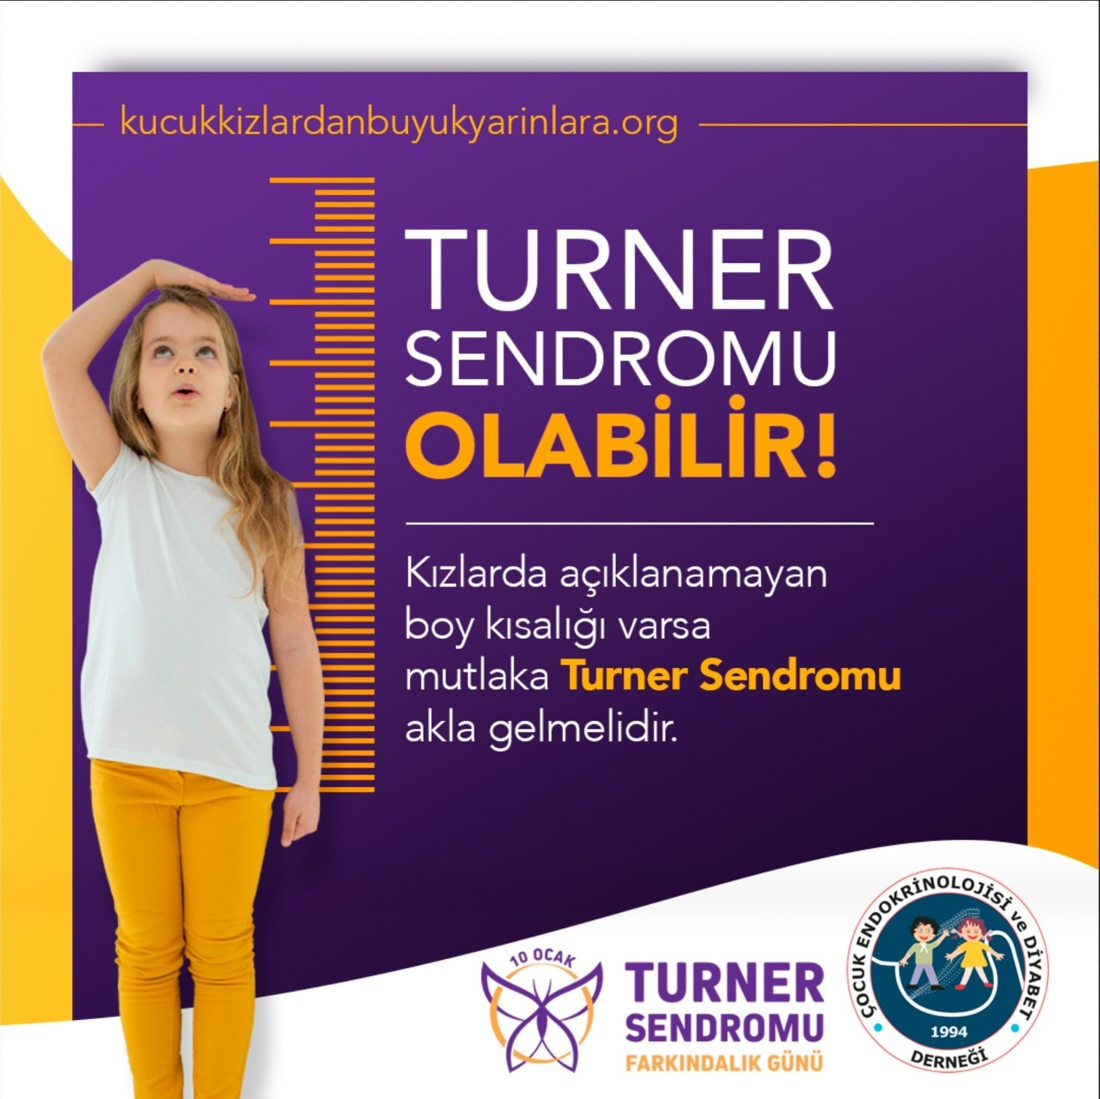 kucukkizlardanbuyukyarinlara.org
TURNER
SENDROMU
OLABİLİR!
Kızlarda açıklanamayan
boy kısalığı varsa
mutlaka Turner Sendromu
akla gelmelidir.
10 OCAK
TURNER
SENDROMU
FARKINDALIK GÜNÜ
ÇOCUK ENDOKRİNOLOJİSİ ve DİYABET
1994
DERNEĞİ